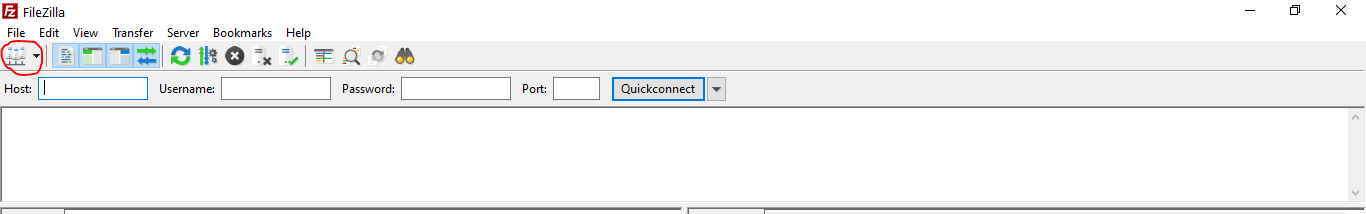 FileZilla
File Edit View Transfer Server Bookmarks Help
Host: Username: Password: Port: Quickconnect